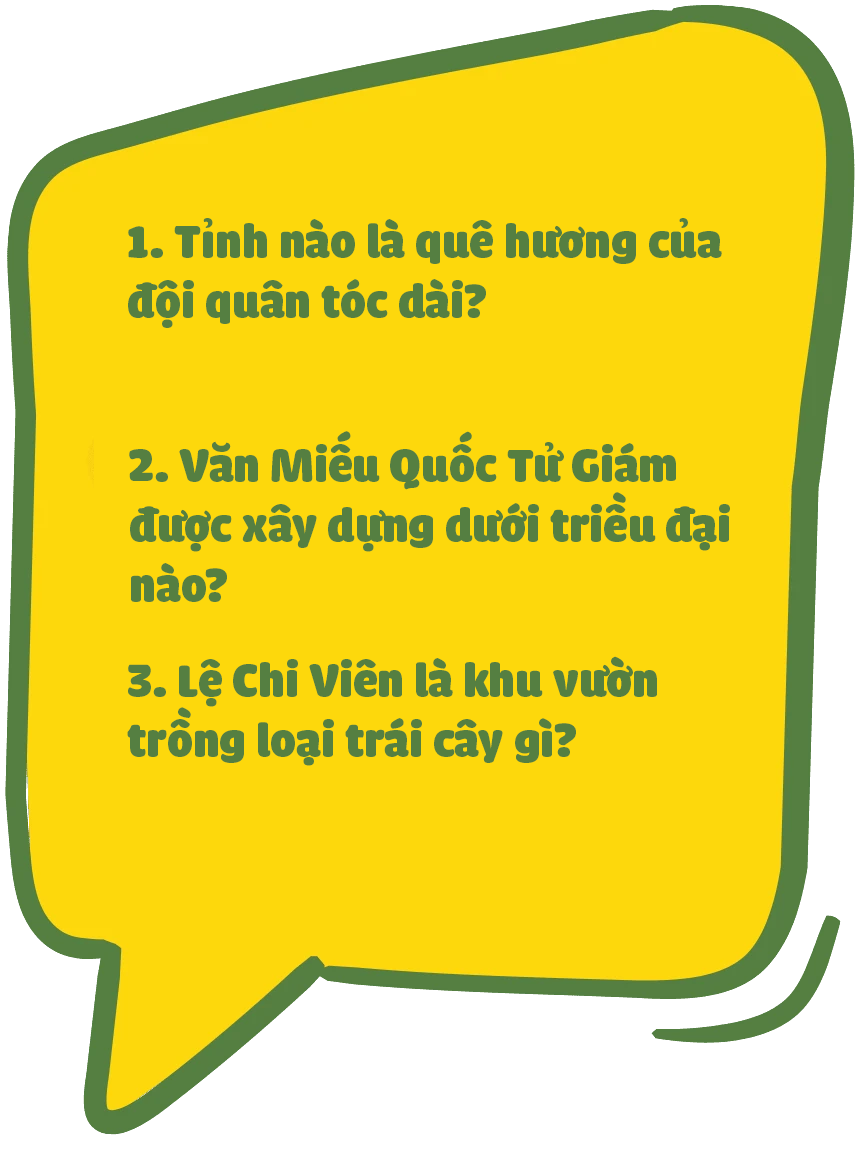 1. Tỉnh nào là quê hương của
đội quân tóc dài?
2. Văn Miếu Quốc Tử Giám
được xây dựng dưới triều đại
nào?
3. Lệ Chi Viên là khu vườn
trồng loại trái cây gì?